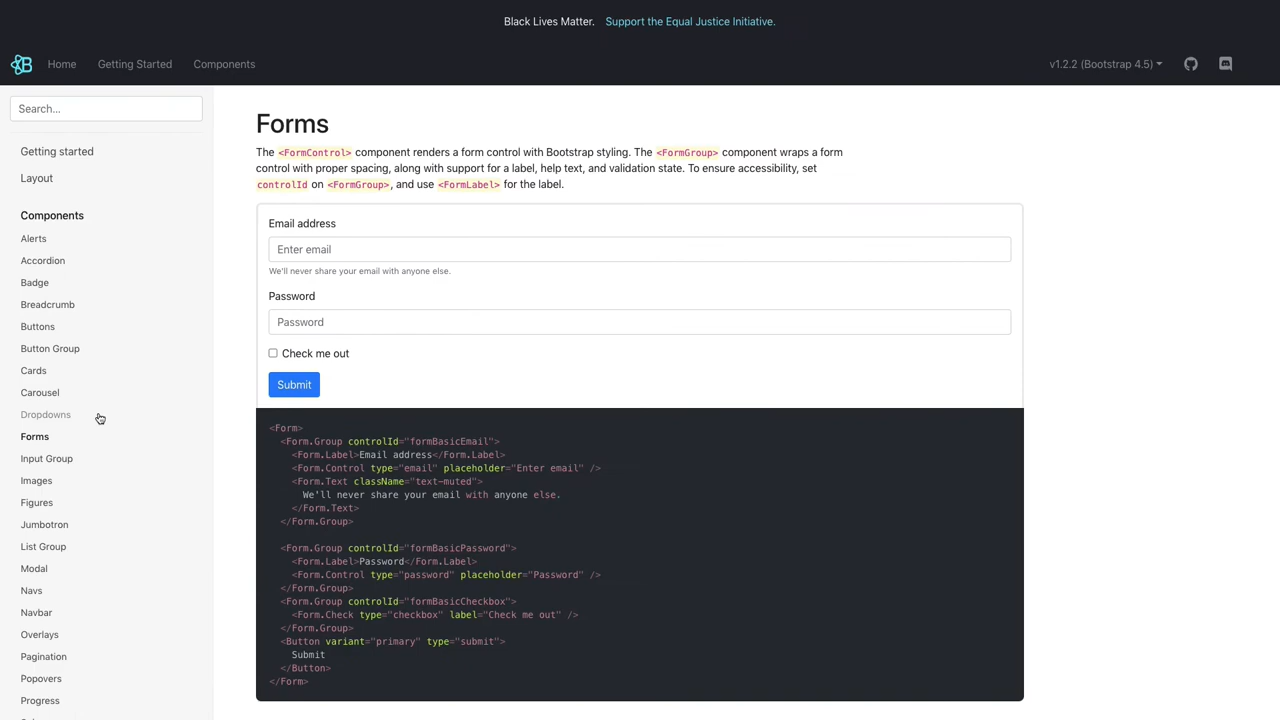 Black Lives Matter. Support the Equal Justice Initiative.
Home Getting Started Components v1.2.2 (Bootstrap 4.5)
Search...
Getting started
Layout
Components
Alerts
Accordion
Badge
Breadcrumb
Buttons
Button Group
Cards
Carousel
Dropdowns
Forms
Input Group
Images
Figures
Jumbotron
List Group
Modal
Navs
Navbar
Overlays
Pagination
Popovers
Progress
Forms
The <FormControl> component renders a form control with Bootstrap styling. The <FormGroup> component wraps a form
control with proper spacing, along with support for a label, help text, and validation state. To ensure accessibility, set
controlId on <FormGroup>, and use <FormLabel> for the label.
Email address
Enter email
We'll never share your email with anyone else.
Password
Password
Check me out
Submit
<Form>
<Form.Group controlId="formBasicEmail">
<Form.Label>Email address</Form.Label>
<Form.Control type="email" placeholder="Enter email" />
<Form.Text className="text-muted">
We'll never share your email with anyone else.
</Form.Text>
</Form.Group>
<Form.Group controlId="formBasicPassword">
<Form.Label>Password</Form.Label>
<Form.Control type="password" placeholder="Password" />
</Form.Group>
<Form.Group controlId="formBasicCheckbox">
<Form.Check type="checkbox" label="Check me out" />
</Form.Group>
<Button variant="primary" type="submit">
Submit
</Button>
</Form>